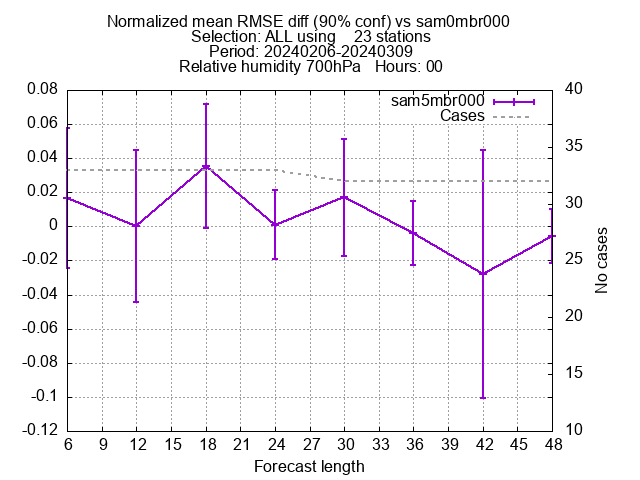 Normalized mean RMSE diff (90% conf) vs sam0mbr000
Selection: ALL using    23 stations
Period: 20240206-20240309
Relative humidity 700hPa   Hours: 00
sam5mbr000
Cases
0.08
0.06
0.04
0.02
0
-0.02
-0.04
-0.06
-0.08
-0.1
-0.12
40
35
30
25
20
15
10
No cases
6 12 15 18 21 24 27 30 33 36 39 42 45 48
Forecast length